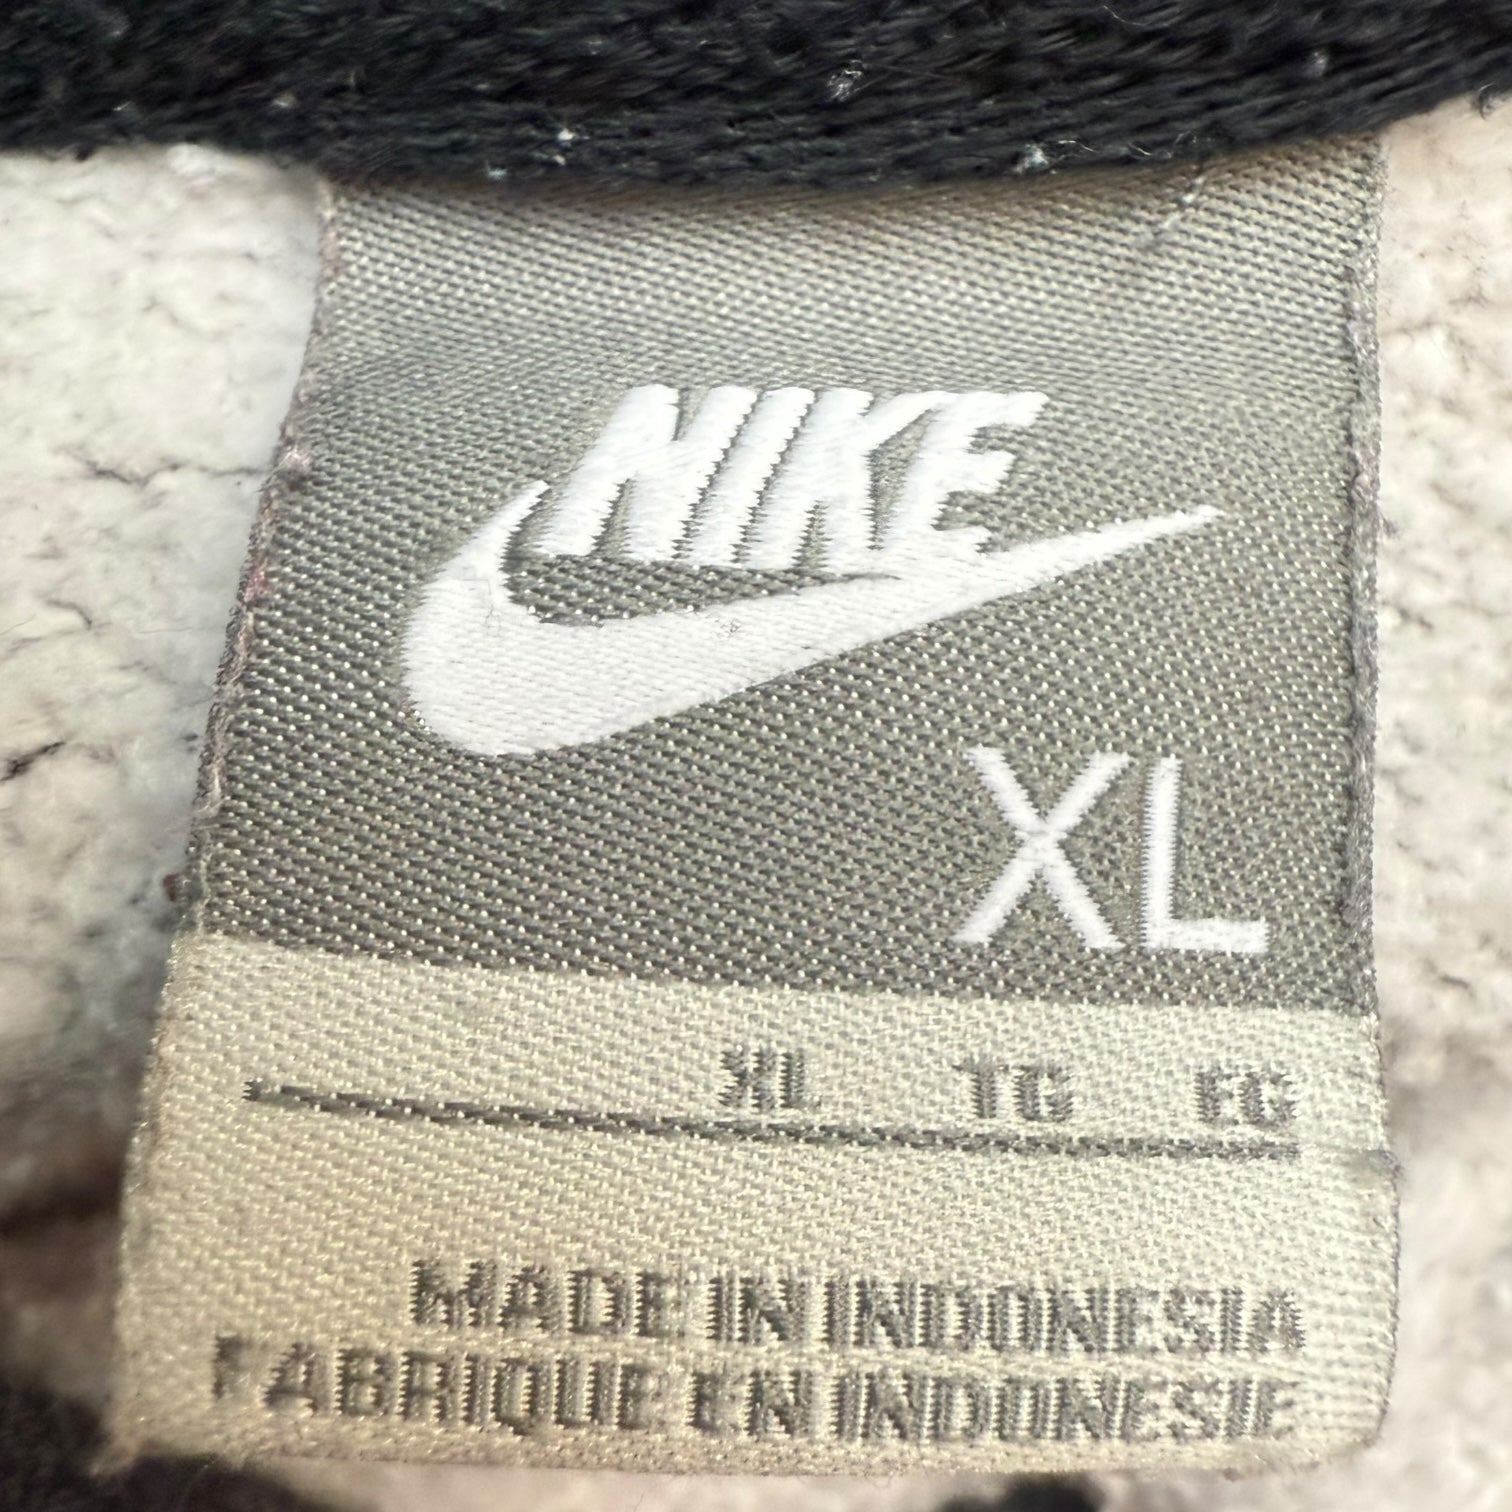 NIKE
XL
XL TG EG
MADE IN INDONESIA
FABRIQUE EN INDONESIE